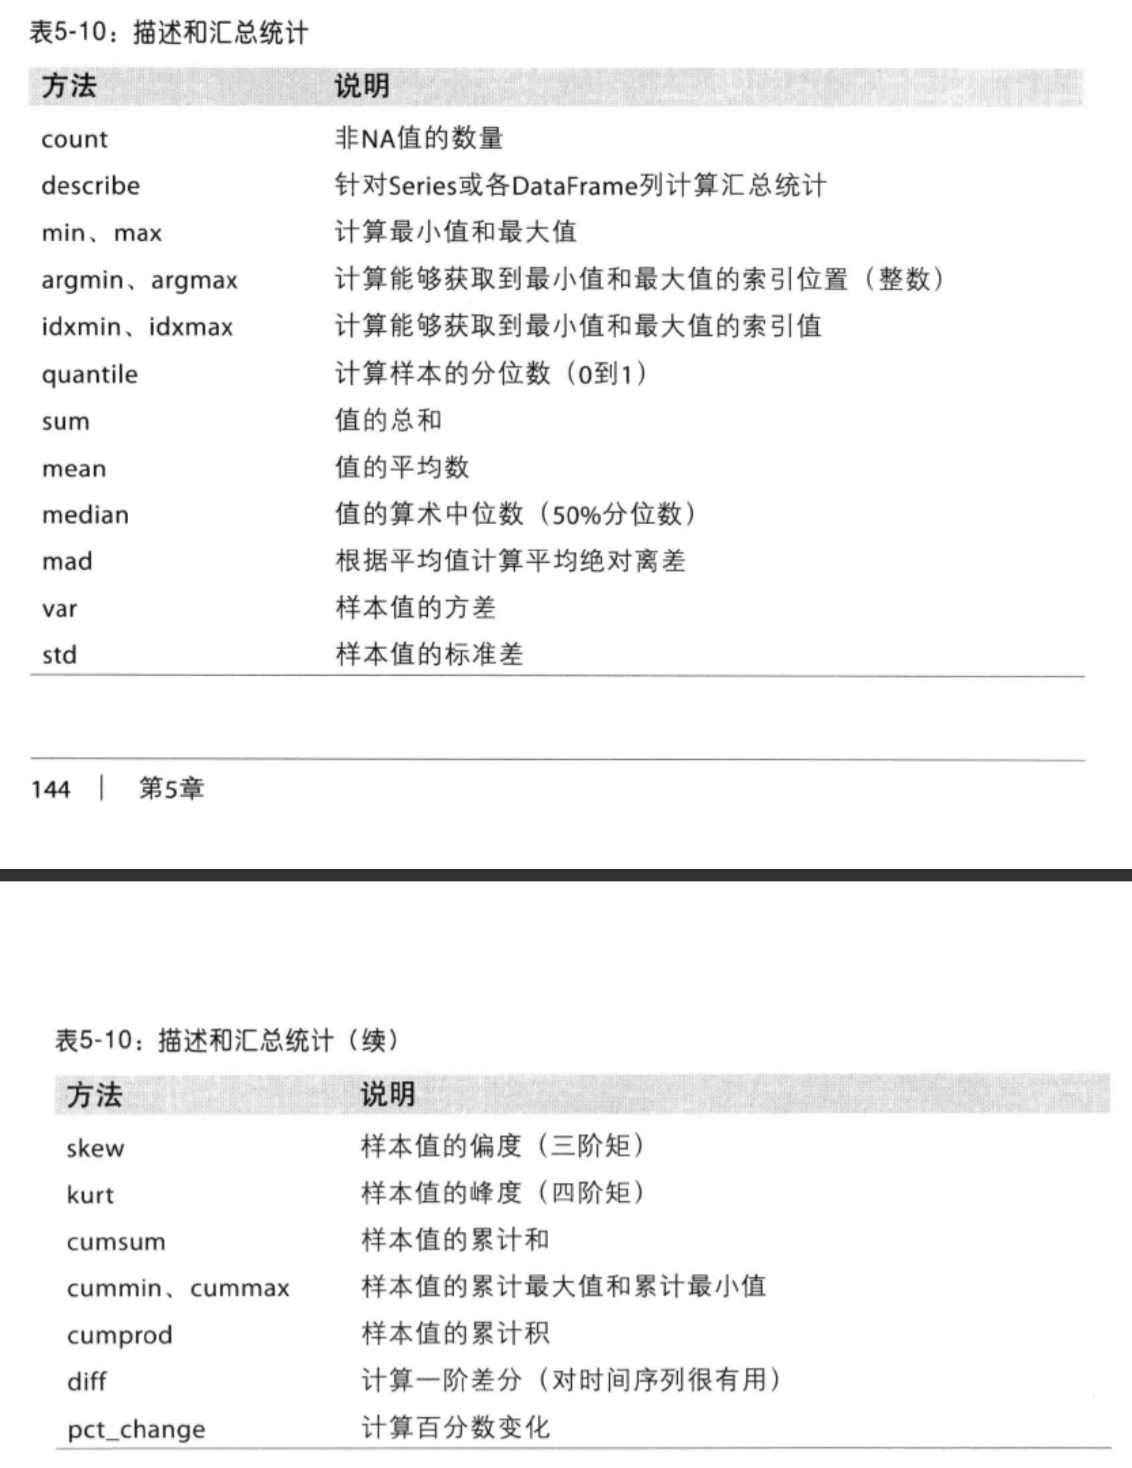 表5-10：描述和汇总统计
方法 说明
count 非NA值的数量
describe 针对Series或各DataFrame列计算汇总统计
min、max 计算最小值和最大值
argmin、argmax 计算能够获取到最小值和最大值的索引位置（整数）
idxmin、idxmax 计算能够获取到最小值和最大值的索引值
quantile 计算样本的分位数（0到1）
sum 值的总和
mean 值的平均数
median 值的算术中位数（50%分位数）
mad 根据平均值计算平均绝对离差
var 样本值的方差
std 样本值的标准差
144 | 第5章
表5-10：描述和汇总统计（续）
方法 说明
skew 样本值的偏度（三阶矩）
kurt 样本值的峰度（四阶矩）
cumsum 样本值的累计和
cummin、cummax 样本值的累计最大值和累计最小值
cumprod 样本值的累计积
diff 计算一阶差分（对时间序列很有用）
pct_change 计算百分数变化